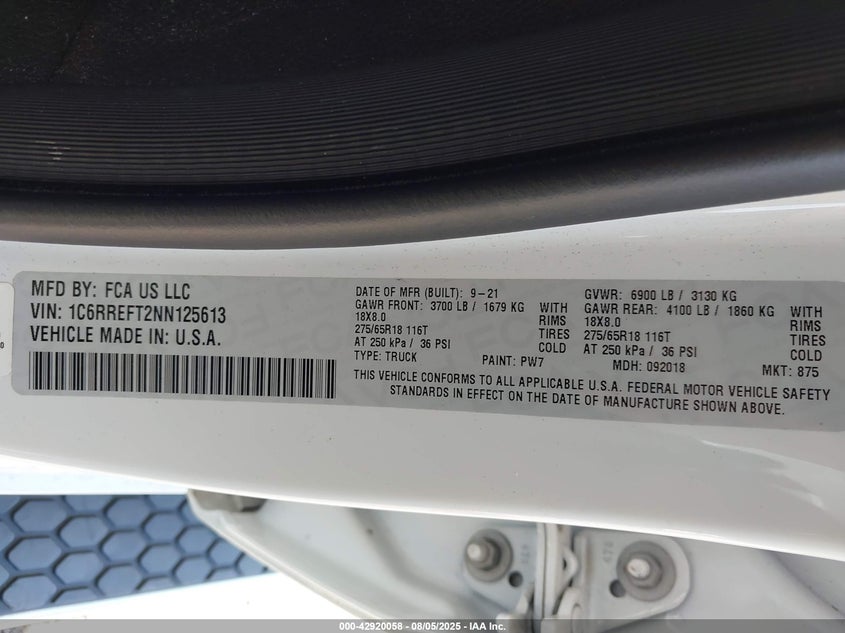 MFD BY: FCA US LLC
VIN: 1C6RREFT2NN125613
VEHICLE MADE IN: U.S.A.
DATE OF MFR (BUILT): 9-21 GVWR: 6900 LB / 3130 KG
GAWR FRONT: 3700 LB / 1679 KG WITH GAWR REAR: 4100 LB / 1860 KG WITH
18X8.0 RIMS 18X8.0 RIMS
275/65R18 116T TIRES 275/65R18 116T TIRES
AT 250 kPa / 36 PSI COLD AT 250 kPa / 36 PSI COLD
TYPE: TRUCK PAINT: PW7 MDH: 092018 MKT: 875
THIS VEHICLE CONFORMS TO ALL APPLICABLE U.S.A. FEDERAL MOTOR VEHICLE SAFETY
STANDARDS IN EFFECT ON THE DATE OF MANUFACTURE SHOWN ABOVE.
000-42920058 - 08/05/2025 - IAA Inc.